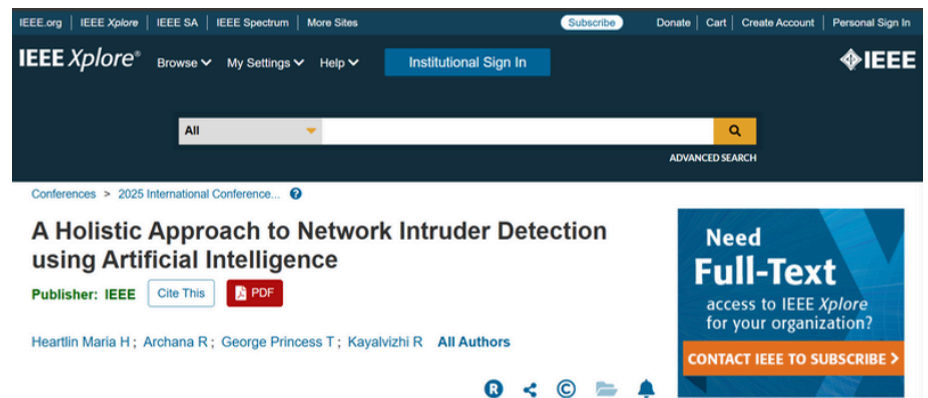 IEEE.org | IEEE Xplore | IEEE SA | IEEE Spectrum | More Sites Subscribe Donate | Cart | Create Account | Personal Sign In
IEEE Xplore® Browse My Settings Help Institutional Sign In IEEE
All
ADVANCED SEARCH
Conferences > 2025 International Conference... ?
A Holistic Approach to Network Intruder Detection
using Artificial Intelligence
Publisher: IEEE Cite This PDF
Heartlin Maria H ; Archana R ; George Princess T ; Kayalvizhi R All Authors
R ©
Need
Full-Text
access to IEEE Xplore
for your organization?
CONTACT IEEE TO SUBSCRIBE >